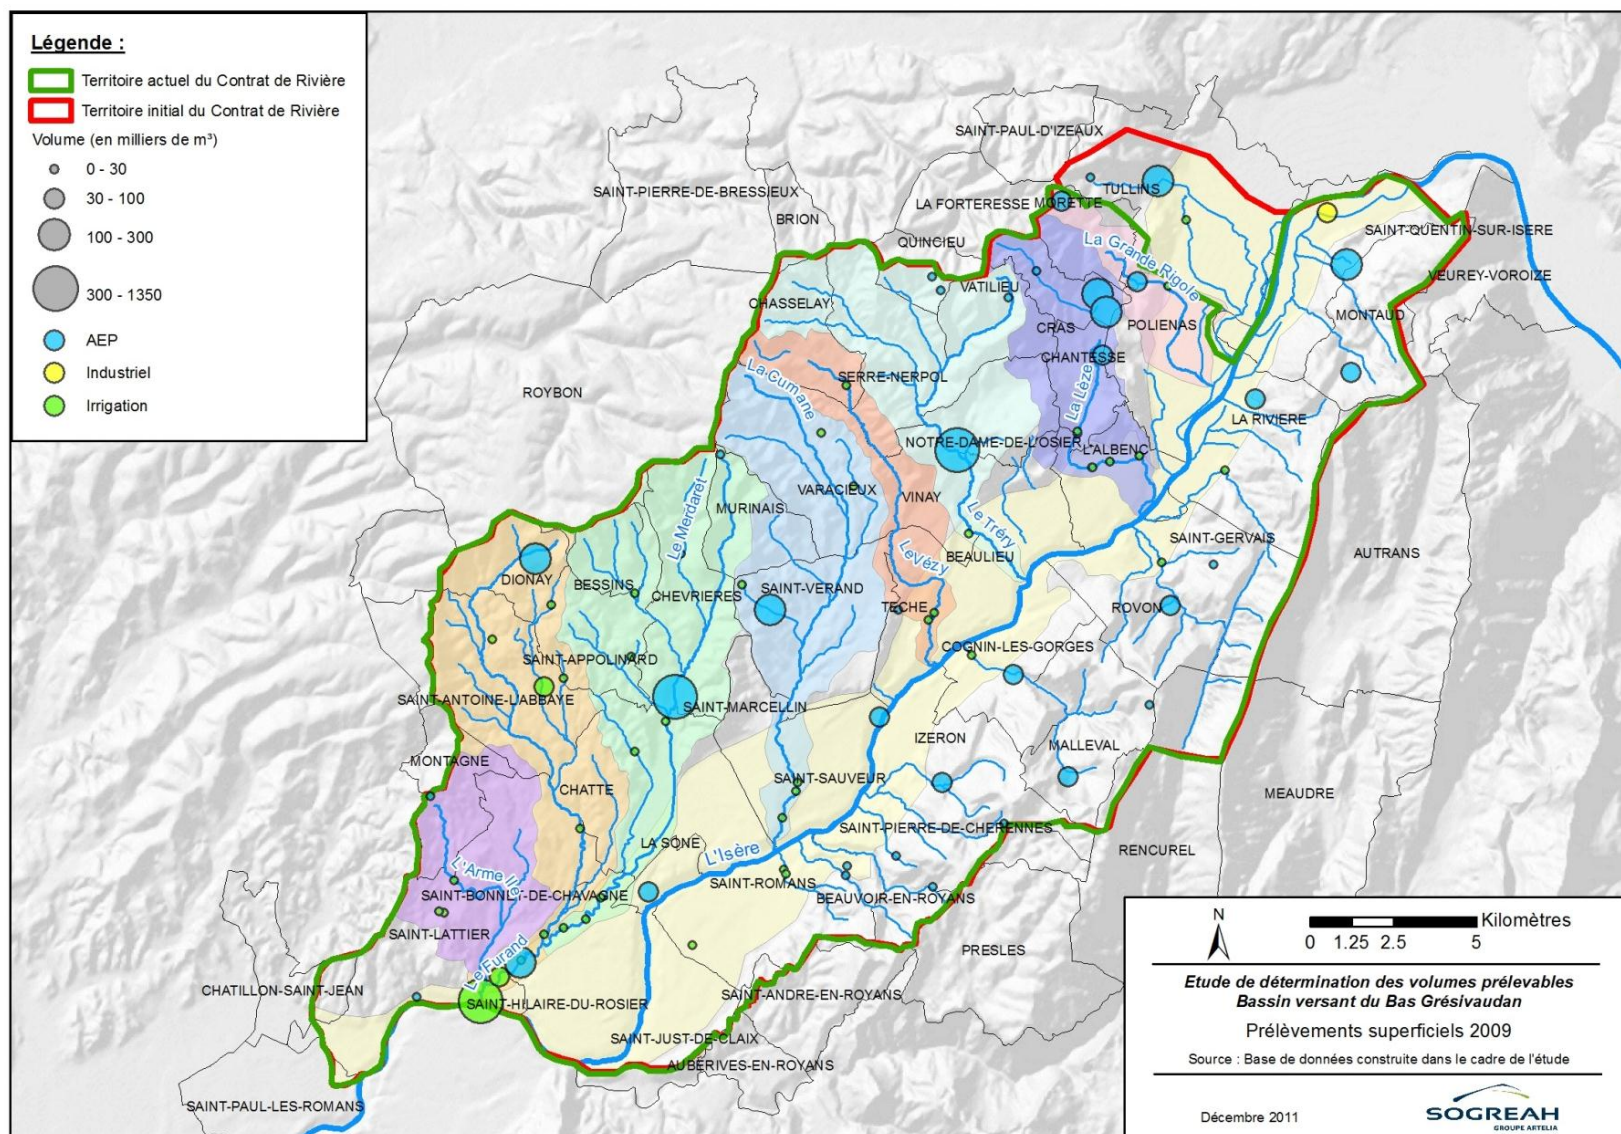 Légende :
Territoire actuel du Contrat de Rivière
Territoire initial du Contrat de Rivière
Volume (en milliers de m³)
0 - 30
30 - 100
100 - 300
300 - 1350
AEP
Industriel
Irrigation
SAINT-PAUL-D'IZEAUX
SAINT-PIERRE-DE-BRESSIEUX
TULLINS
LA FORTERESSE
MORETTE
BRION
QUINCIEU
SAINT-QUENTIN-SUR-ISERE
La Grande Rigole
VEUREY-VOROIZE
VATILIEU
CHASSELAY
MONTAUD
CRAS
POLIENAS
CHANTESSE
La Cumane
SERRE-NERPOL
ROYBON
La Lèze
LA RIVIERE
NOTRE-DAME-DE-L'OSIER
L'ALBENC
VARACIEUX
VINAY
Le Merdaret
MURINAIS
Le Tréry
SAINT-GERVAIS
AUTRANS
BEAULIEU
Le Vézy
DIONAY
BESSINS
CHEVRIERES
SAINT-VERAND
TECHE
ROVON
COGNIN-LES-GORGES
SAINT-APPOLINARD
SAINT-ANTOINE-L'ABBAYE
SAINT-MARCELLIN
IZERON
MALLEVAL
MONTAGNE
SAINT-SAUVEUR
CHATTE
MEAUDRE
SAINT-PIERRE-DE-CHERENNES
LA SONE
L'Isère
RENCUREL
L'Arme
SAINT-ROMANS
SAINT-BONNET-DE-CHAVAGNE
BEAUVOIR-EN-ROYANS
SAINT-LATTIER
PRESLES
Le Furand
CHATILLON-SAINT-JEAN
SAINT-HILAIRE-DU-ROSIER
SAINT-ANDRE-EN-ROYANS
SAINT-JUST-DE-CLAIX
AUBERIVES-EN-ROYANS
SAINT-PAUL-LES-ROMANS
N
Kilomètres
0 1.25 2.5 5
Etude de détermination des volumes prélevables
Bassin versant du Bas Grésivaudan
Prélèvements superficiels 2009
Source : Base de données construite dans le cadre de l'étude
Décembre 2011
SOGREAH
GROUPE ARTELIA